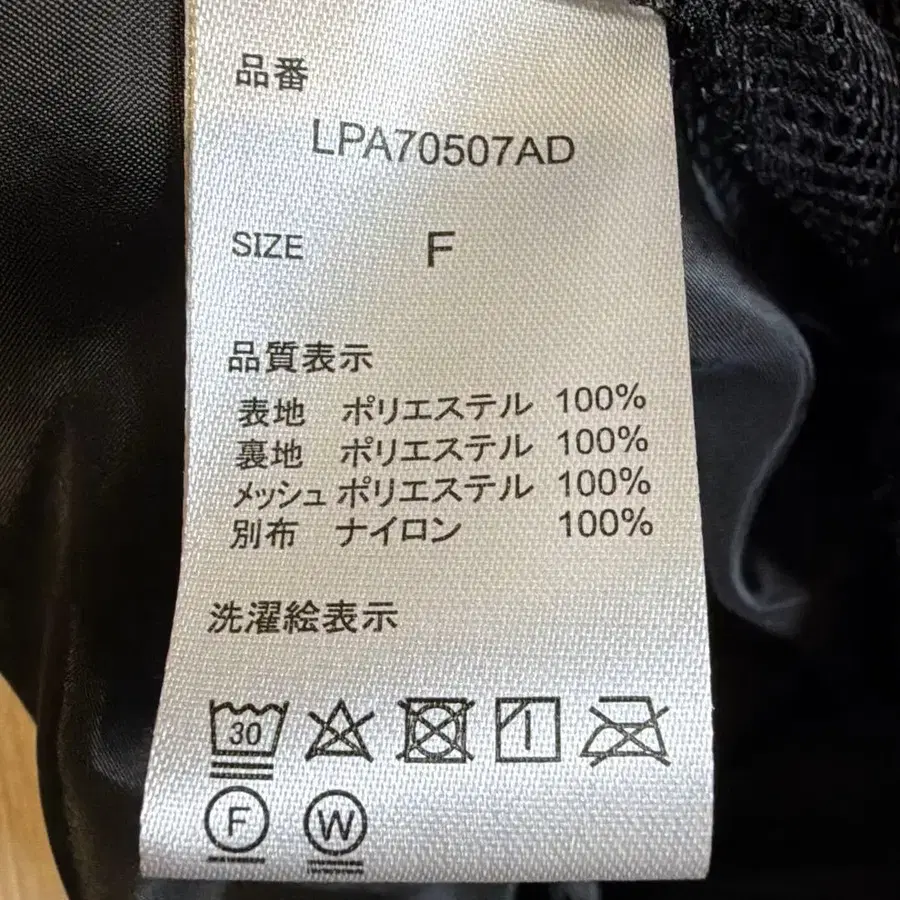 品番
LPA70507AD
SIZE F
品質表示
表地 ポリエステル 100%
裏地 ポリエステル 100%
メッシュ ポリエステル 100%
別布 ナイロン 100%
洗濯絵表示
30
F W